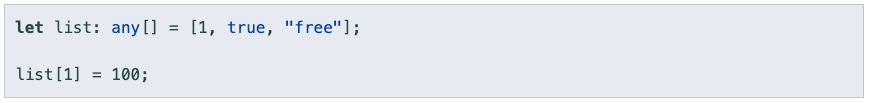 let list: any[] = [1, true, "free"];
list[1] = 100;